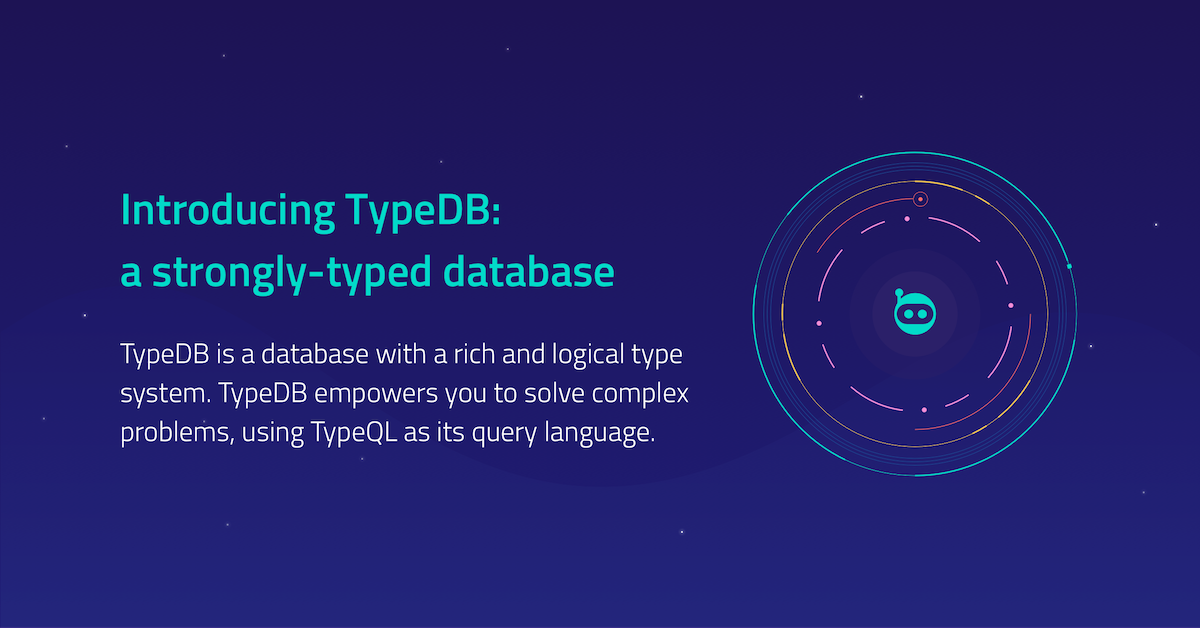 Introducing TypeDB:
a strongly-typed database
TypeDB is a database with a rich and logical type
system. TypeDB empowers you to solve complex
problems, using TypeQL as its query language.